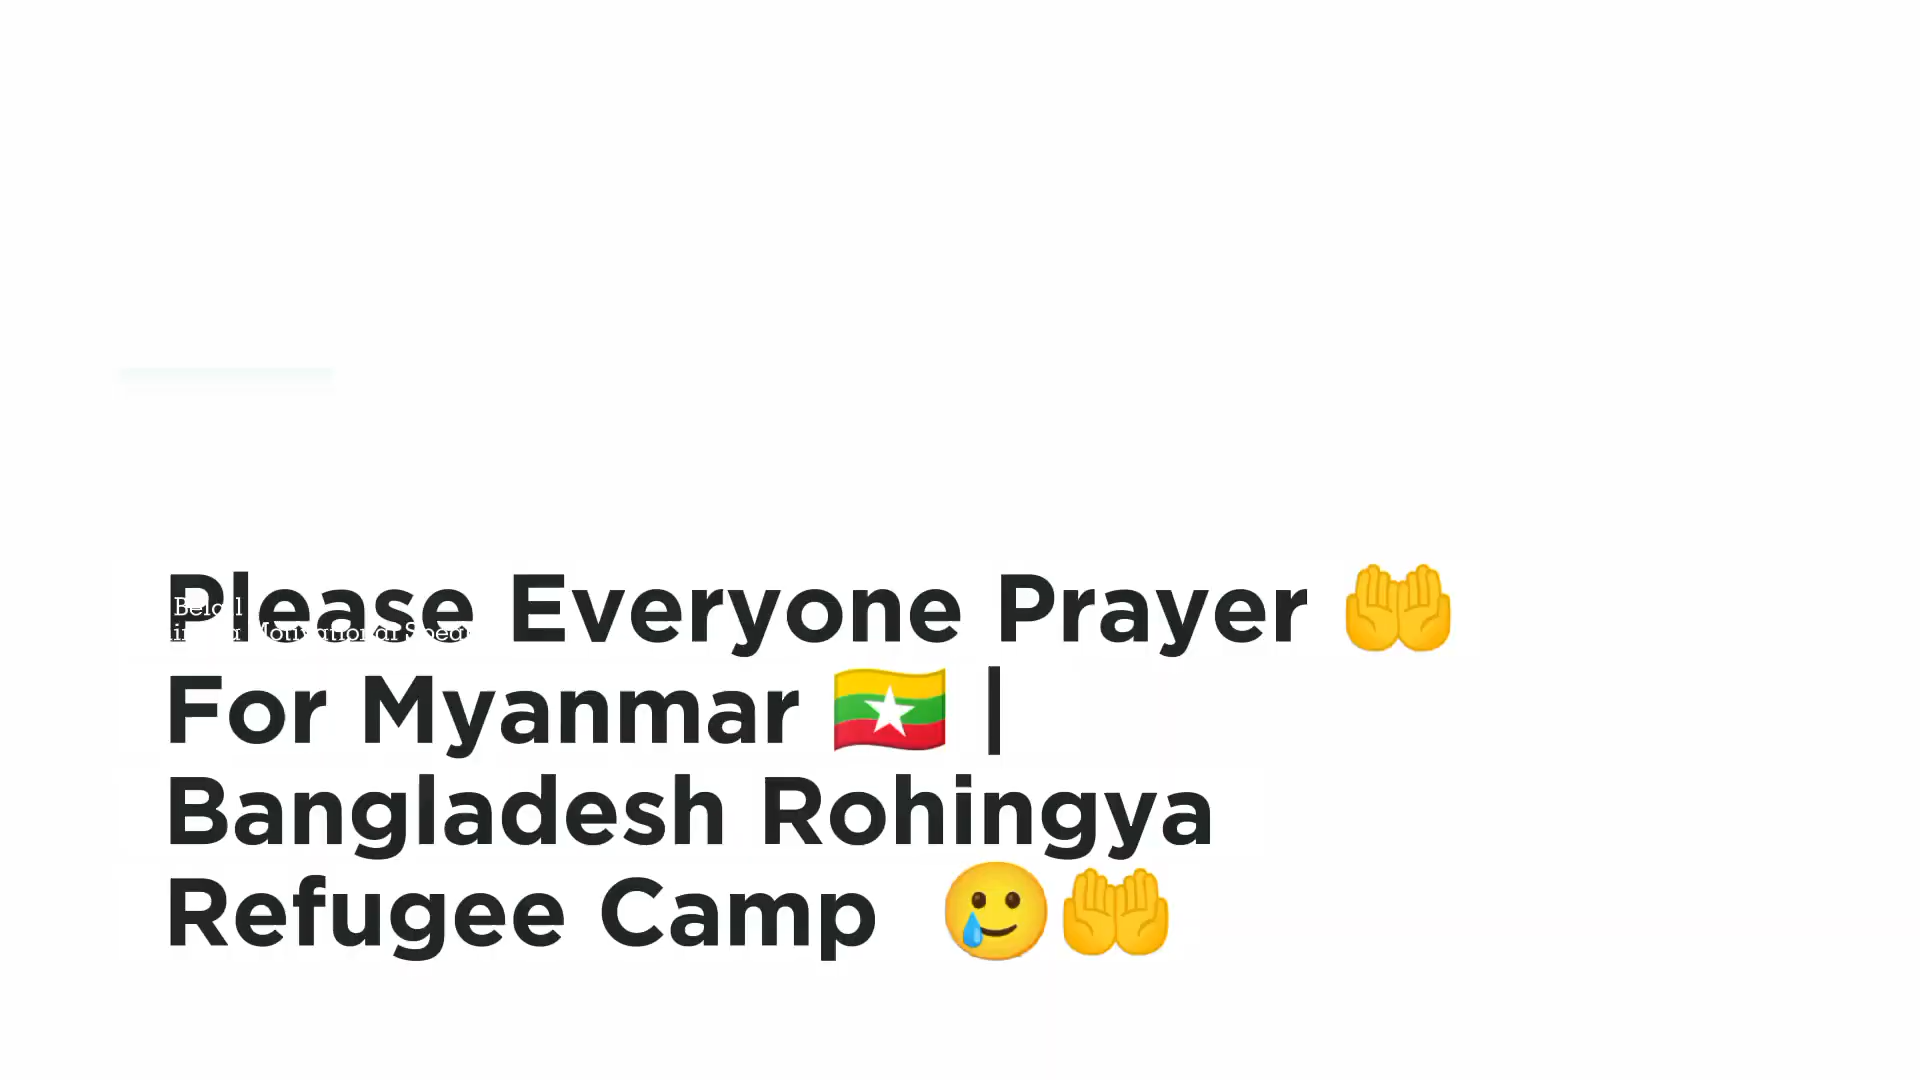 Please Everyone Prayer 🤲
For Myanmar 🇲🇲 |
Bangladesh Rohingya
Refugee Camp 🥲🤲